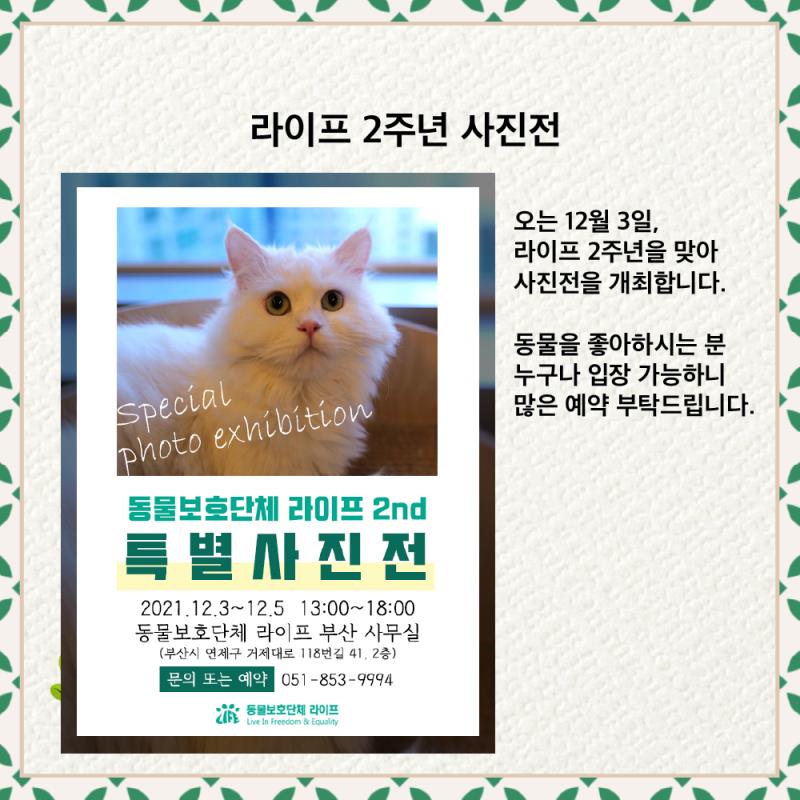 라이프 2주년 사진전
Special
photo exhibition
동물보호단체 라이프 2nd
특별사진전
2021.12.3~12.5 13:00~18:00
동물보호단체 라이프 부산 사무실
(부산시 연제구 거제대로 118번길 41, 2층)
문의 또는 예약 051-853-9994
LIFE 동물보호단체 라이프
Live In Freedom & Equality
오는 12월 3일,
라이프 2주년을 맞아
사진전을 개최합니다.
동물을 좋아하시는 분
누구나 입장 가능하니
많은 예약 부탁드립니다.